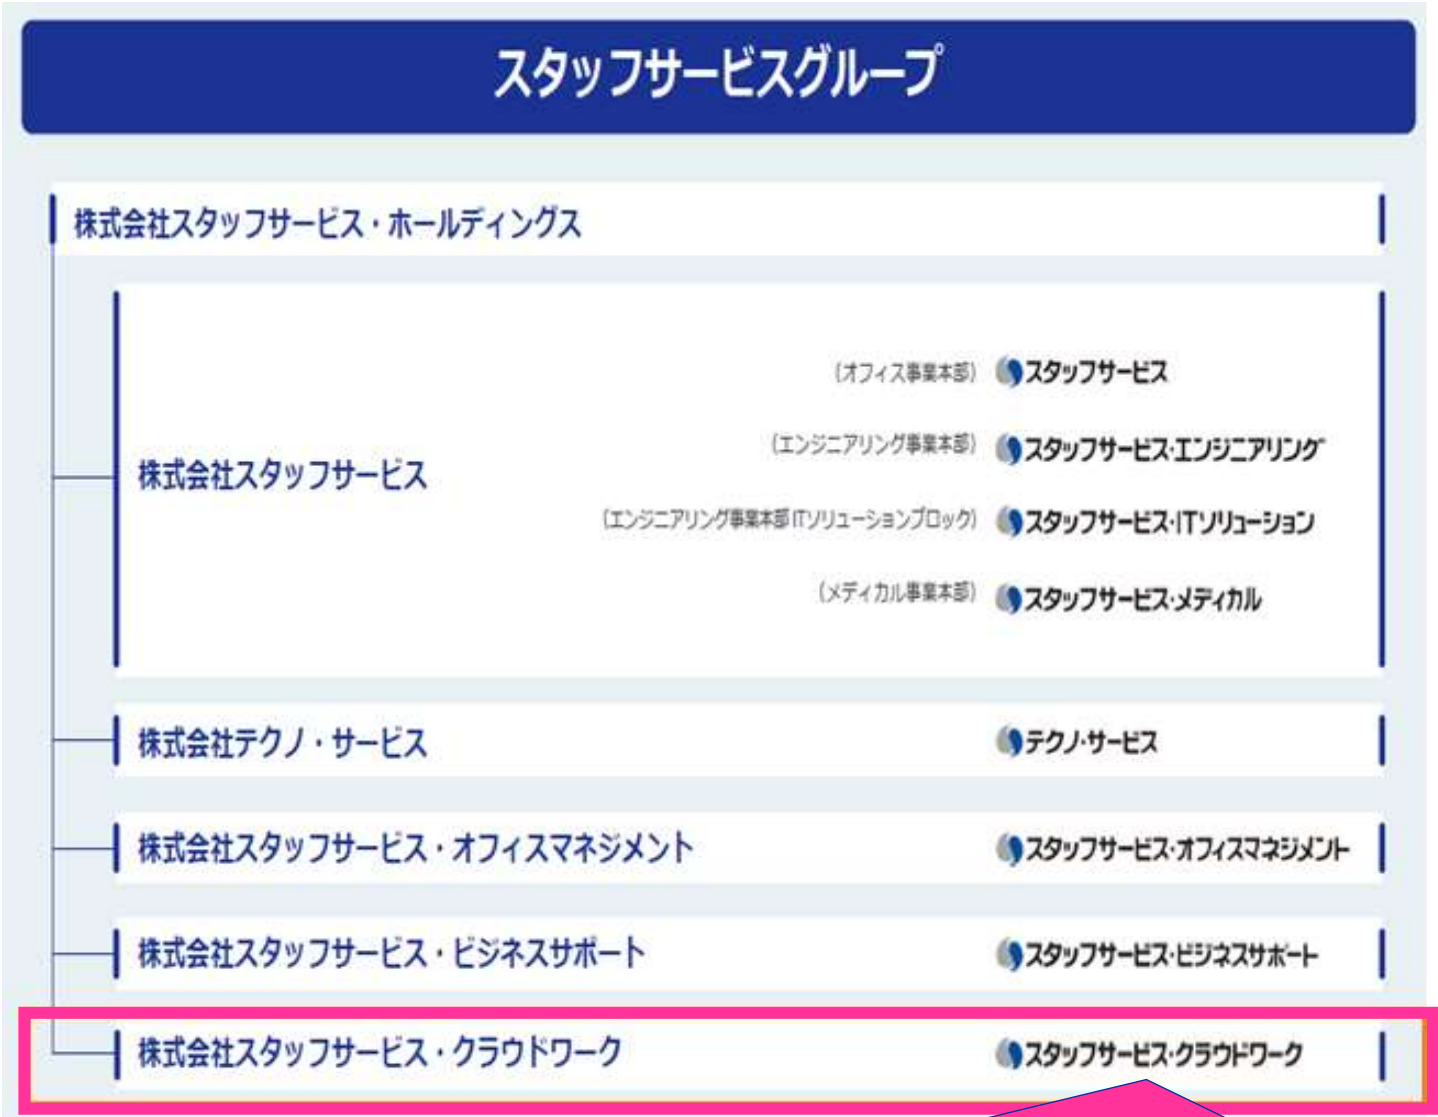 スタッフサービスグループ
株式会社スタッフサービス・ホールディングス
株式会社スタッフサービス
(オフィス事業本部) スタッフサービス
(エンジニアリング事業本部) スタッフサービス・エンジニアリング
(エンジニアリング事業本部 ITソリューションブロック) スタッフサービス・ITソリューション
(メディカル事業本部) スタッフサービス・メディカル
株式会社テクノ・サービス テクノ・サービス
株式会社スタッフサービス・オフィスマネジメント スタッフサービス・オフィスマネジメント
株式会社スタッフサービス・ビジネスサポート スタッフサービス・ビジネスサポート
株式会社スタッフサービス・クラウドワーク スタッフサービス・クラウドワーク